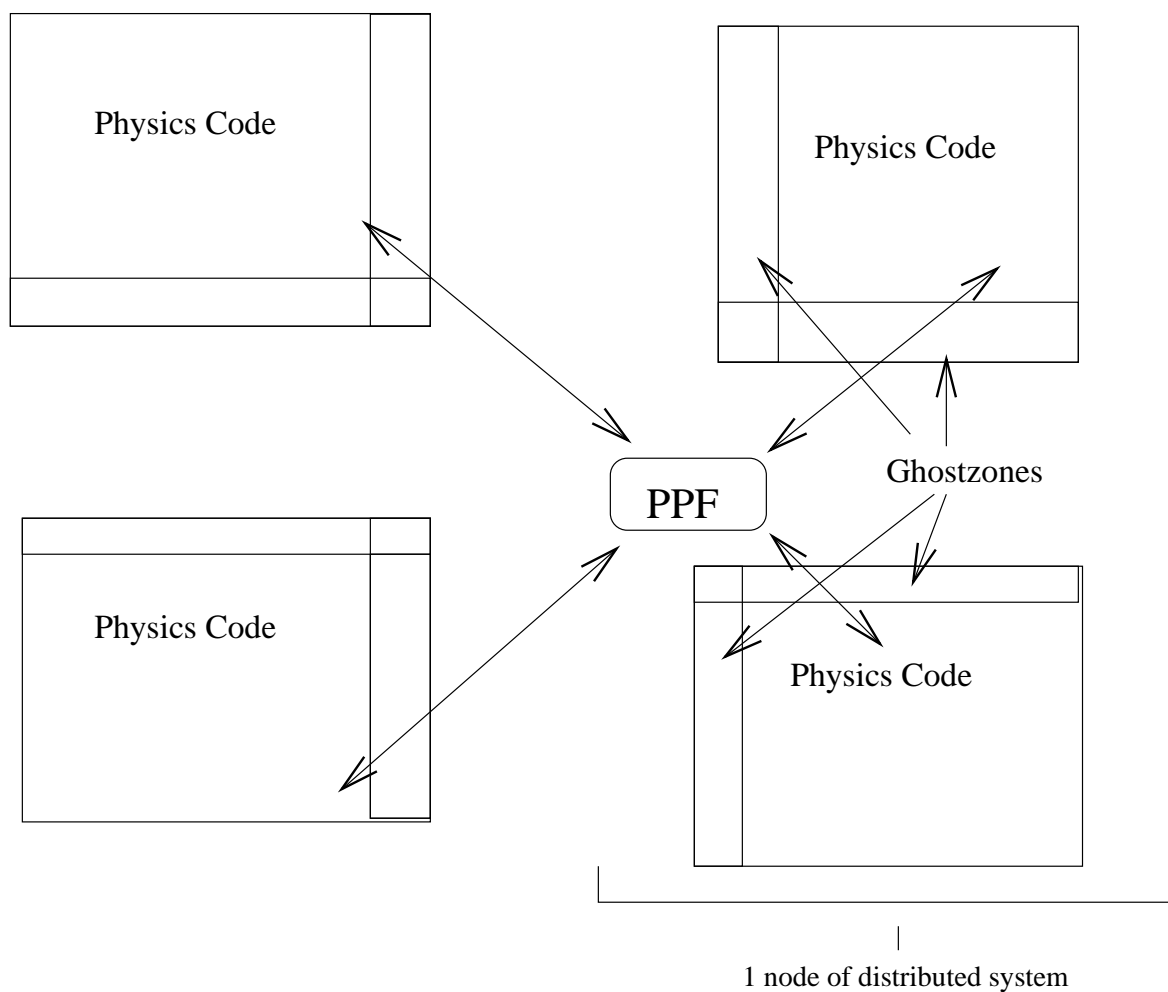 Physics Code
Physics Code
Ghostzones
PPF
Physics Code
Physics Code
1 node of distributed system